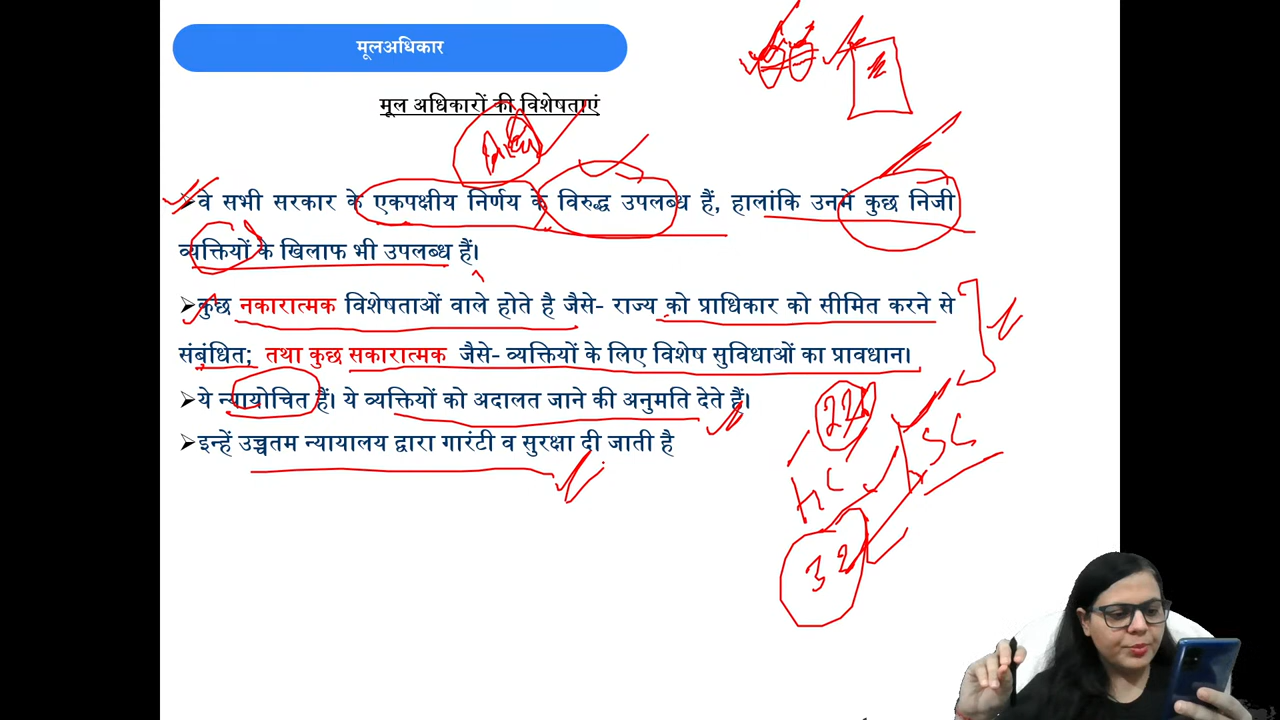 मूलअधिकार
मूल अधिकारों की विशेषताएं
➢वे सभी सरकार के एकपक्षीय निर्णय के विरुद्ध उपलब्ध हैं, हालांकि उनमें कुछ निजी
व्यक्तियों के खिलाफ भी उपलब्ध हैं।
➢कुछ नकारात्मक विशेषताओं वाले होते है जैसे- राज्य को प्राधिकार को सीमित करने से
संबंधित; तथा कुछ सकारात्मक जैसे- व्यक्तियों के लिए विशेष सुविधाओं का प्रावधान।
➢ये न्यायोचित हैं। ये व्यक्तियों को अदालत जाने की अनुमति देते हैं।
➢इन्हें उच्चतम न्यायालय द्वारा गारंटी व सुरक्षा दी जाती है
SC
HC
32